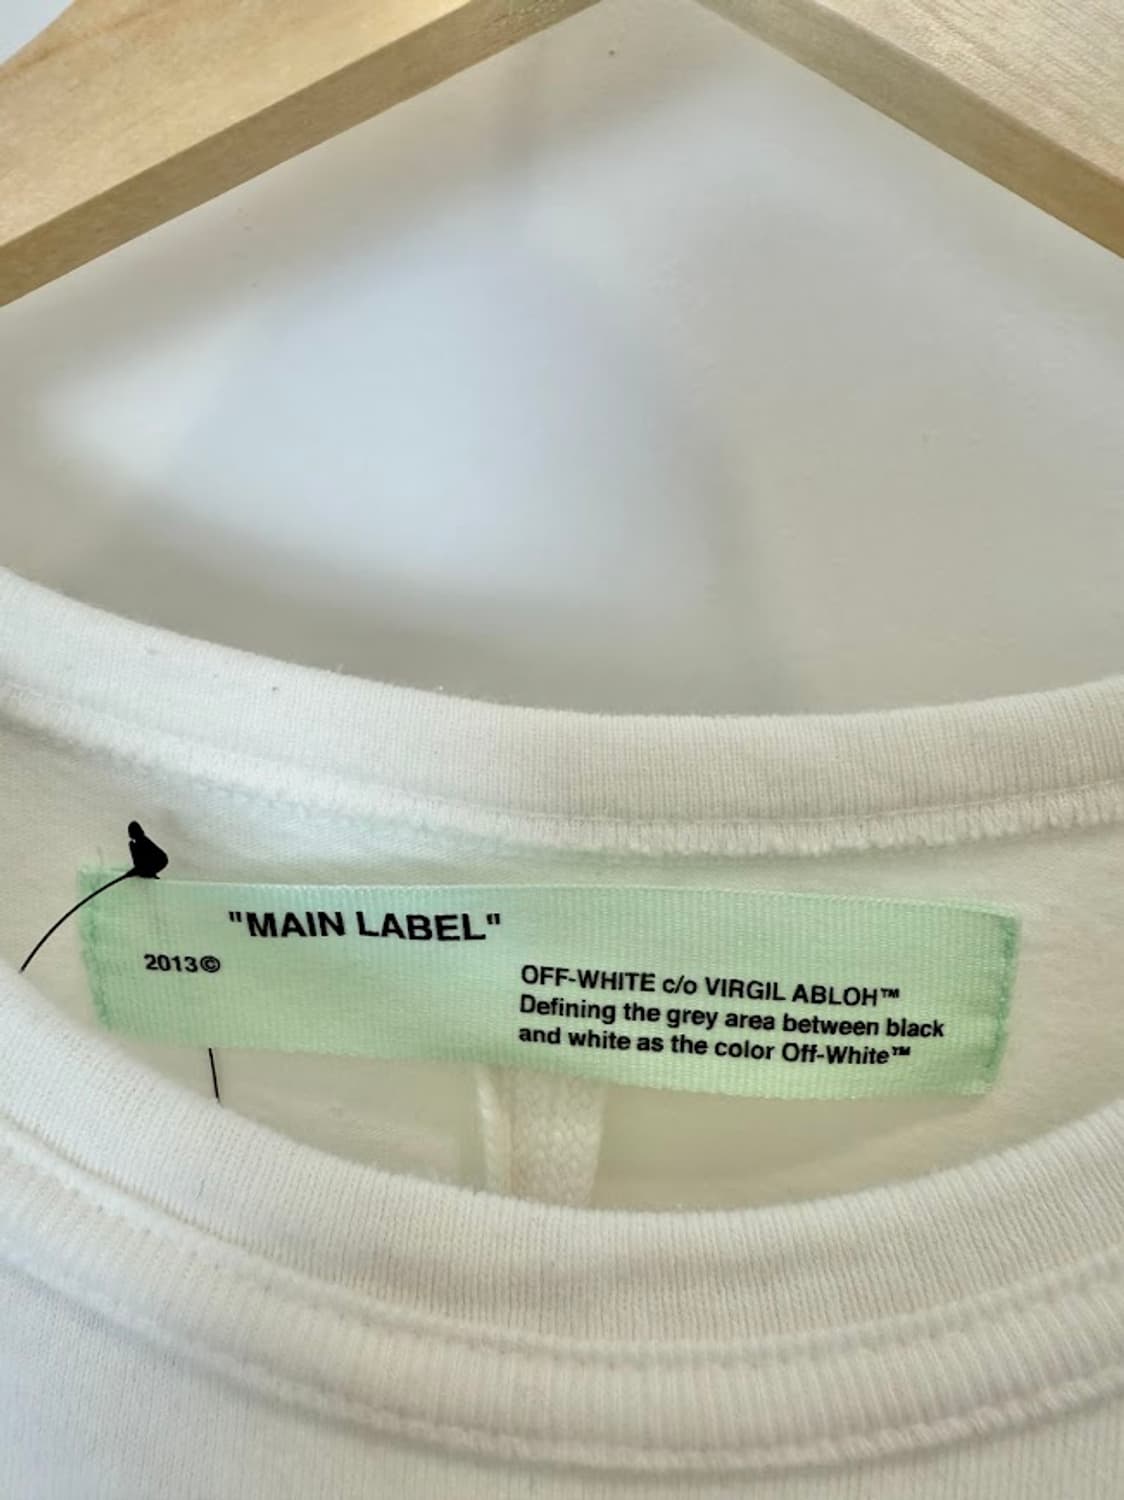 "MAIN LABEL"
2013©
OFF-WHITE c/o VIRGIL ABLOH™
Defining the grey area between black
and white as the color Off-White™